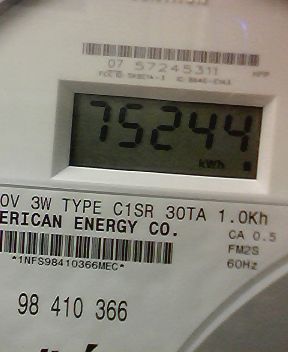 07 57245311
75244
kWh
0V 3W TYPE C1SR 30TA 1.0Kh
ERICAN ENERGY CO.
CA 0.5
FM2S
60Hz
*1NFS98410366MEC*
98 410 366